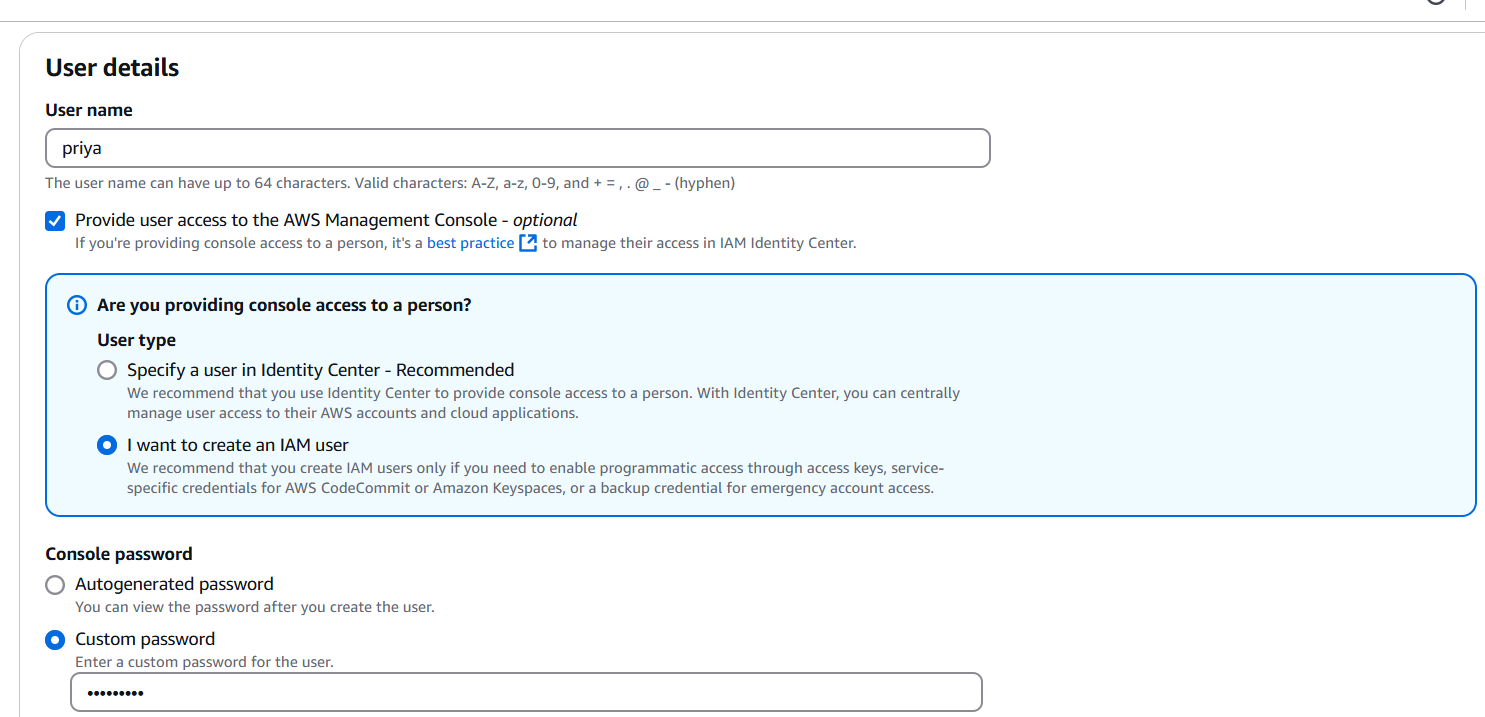 User details
User name
priya
The user name can have up to 64 characters. Valid characters: A-Z, a-z, 0-9, and + = , . @ _ - (hyphen)
Provide user access to the AWS Management Console - optional
If you're providing console access to a person, it's a best practice to manage their access in IAM Identity Center.
Are you providing console access to a person?
User type
Specify a user in Identity Center - Recommended
We recommend that you use Identity Center to provide console access to a person. With Identity Center, you can centrally
manage user access to their AWS accounts and cloud applications.
I want to create an IAM user
We recommend that you create IAM users only if you need to enable programmatic access through access keys, service-
specific credentials for AWS CodeCommit or Amazon Keyspaces, or a backup credential for emergency account access.
Console password
Autogenerated password
You can view the password after you create the user.
Custom password
Enter a custom password for the user.
•••••••••